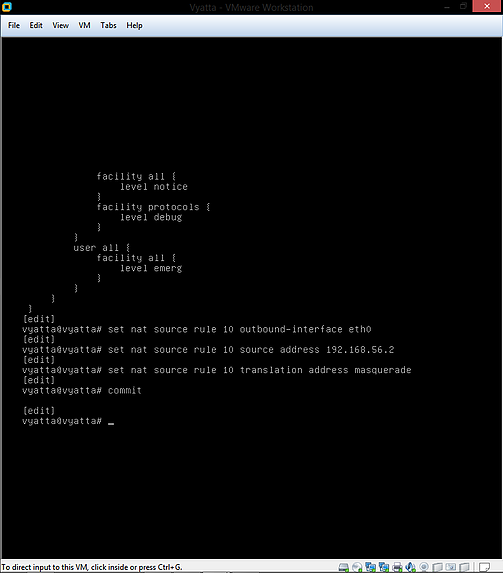 Vyatta - VMware Workstation
File Edit View VM Tabs Help
facility all {
level notice
}
facility protocols {
level debug
}
}
user all {
facility all {
level emerg
}
}
}
}
[edit]
vyatta@vyatta# set nat source rule 10 outbound-interface eth0
[edit]
vyatta@vyatta# set nat source rule 10 source address 192.168.56.2
[edit]
vyatta@vyatta# set nat source rule 10 translation address masquerade
[edit]
vyatta@vyatta# commit
[edit]
vyatta@vyatta# _
To direct input to this VM, click inside or press Ctrl+G.